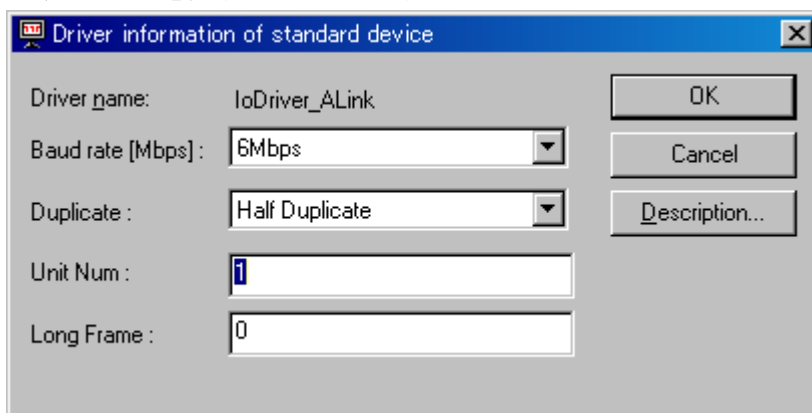 Driver information of standard device
Driver name: IoDriver_ALink OK
Baud rate [Mbps] : 6Mbps Cancel
Duplicate : Half Duplicate Description...
Unit Num : 1
Long Frame : 0